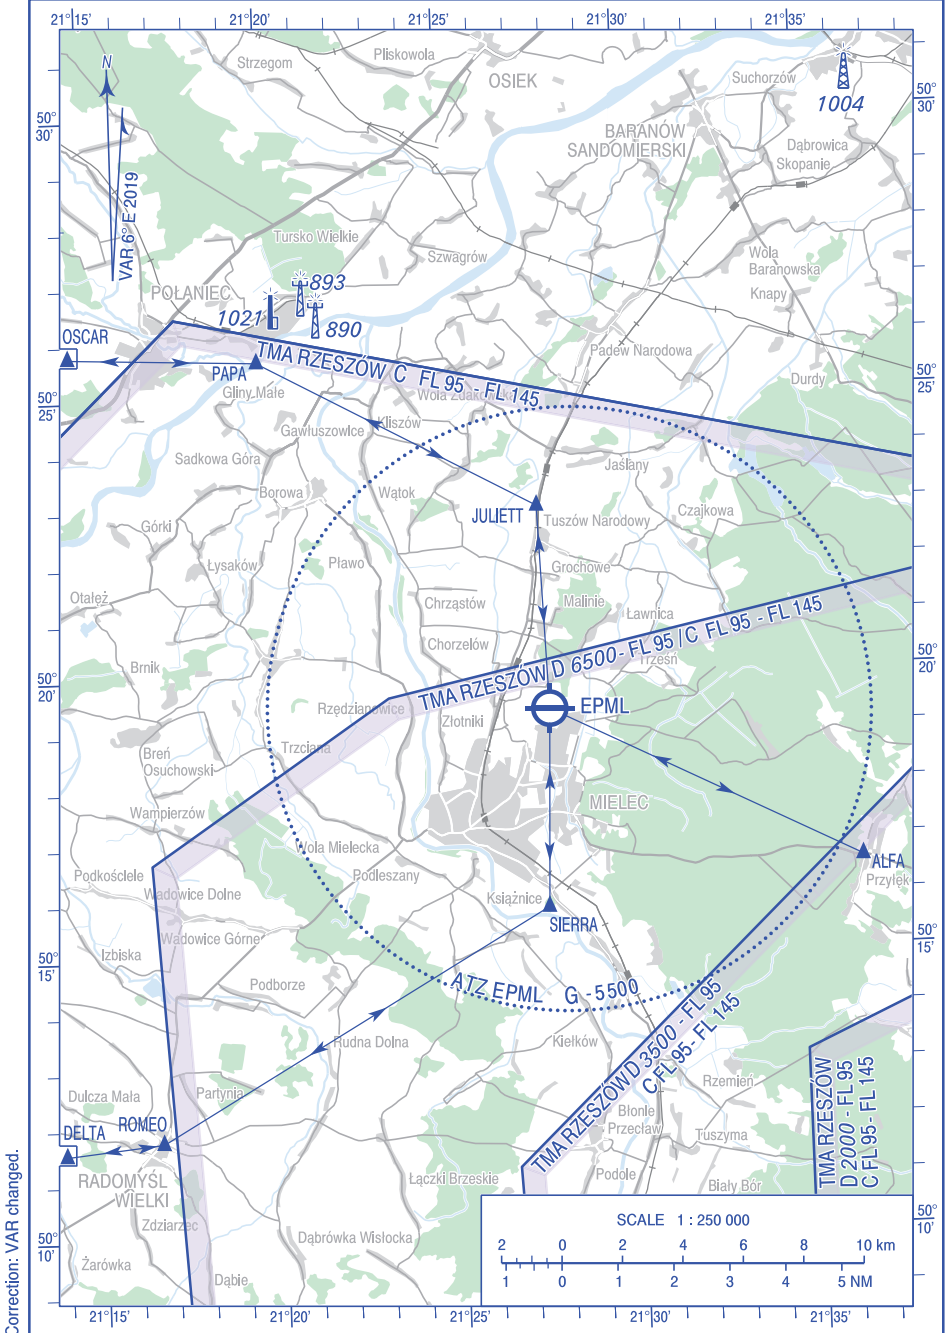 21°15'
21°20'
21°25'
21°30'
21°35'
N
Strzegom
Pliskowola
OSIEK
Suchorzów
1004
50°
30'
50°
30'
BARANÓW
SANDOMIERSKI
Dąbrowica
Skopanie
VAR 6° E 2019
Tursko Wielkie
Szwagrów
Wola
Baranowska
Knapy
POŁANIEC
893
1021
890
OSCAR
PAPA
TMA RZESZÓW C FL 95 - FL 145
Padew Narodowa
Durdy
50°
25'
50°
25'
Gliny Małe
Gawłuszowice
Kliszów
Sadkowa Góra
Jaślany
Borowa
Wątok
Czajkowa
JULIETT
Tuszów Narodowy
Górki
Łysaków
Pławo
Grochowe
Otałęż
Chrząstów
Malinie
Ławnica
Chorzelów
Trześń
TMA RZESZÓW D 6500 - FL 95 / C FL 95 - FL 145
50°
20'
50°
20'
Brnik
Rzędzianowice
Złotniki
EPML
Trzciana
Breń
Osuchowski
Wampierzów
MIELEC
Wola Mielecka
Podleszany
ALFA
Przyłęk
Podkościele
Wadowice Dolne
Książnice
SIERRA
Wadowice Górne
Izbiska
50°
15'
50°
15'
Podborze
ATZ EPML G - 5500
TMA RZESZÓW D 3500 - FL 95
C FL 95 - FL 145
Rudna Dolna
Kiełków
Rzemień
TMA RZESZÓW
D 2000 - FL 95
C FL 95 - FL 145
Dulcza Mała
Partynia
Błonie
Przecław
Tuszyma
DELTA
ROMEO
RADOMYŚL
WIELKI
Łączki Brzeskie
Podole
Biały Bór
Zdziarzec
Dąbrówka Wisłocka
50°
10'
50°
10'
Żarówka
Dąbie
SCALE 1 : 250 000
2 0 2 4 6 8 10 km
1 0 1 2 3 4 5 NM
21°15'
21°20'
21°25'
21°30'
21°35'
Correction: VAR changed.